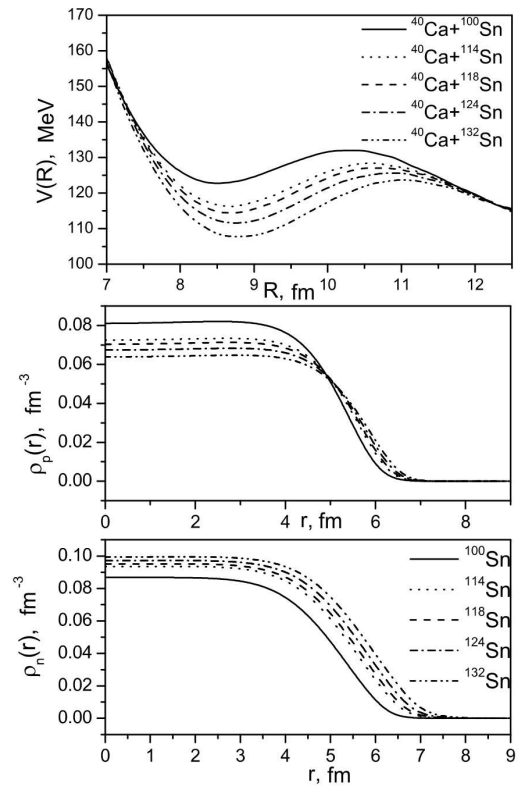 170
160
150
140
130
120
110
100
V(R), MeV
⁴⁰Ca+¹⁰⁰Sn
⁴⁰Ca+¹¹⁴Sn
⁴⁰Ca+¹¹⁸Sn
⁴⁰Ca+¹²⁴Sn
⁴⁰Ca+¹³²Sn
7 8 9 10 11 12
R, fm
0.08
0.06
0.04
0.02
0.00
ρₚ(r), fm⁻³
0 2 4 6 8
r, fm
0.10
0.08
0.06
0.04
0.02
0.00
ρₙ(r), fm⁻³
¹⁰⁰Sn
¹¹⁴Sn
¹¹⁸Sn
¹²⁴Sn
¹³²Sn
0 1 2 3 4 5 6 7 8 9
r, fm